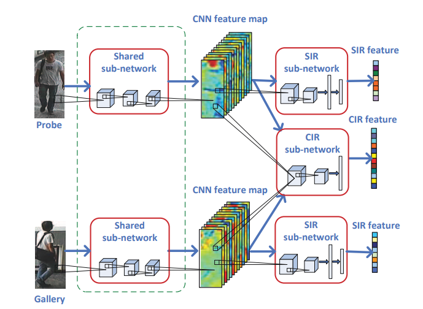 CNN feature map
Shared
sub-network
SIR
sub-network
SIR feature
Probe
CIR feature
CIR
sub-network
CNN feature map
Shared
sub-network
SIR
sub-network
SIR feature
Gallery